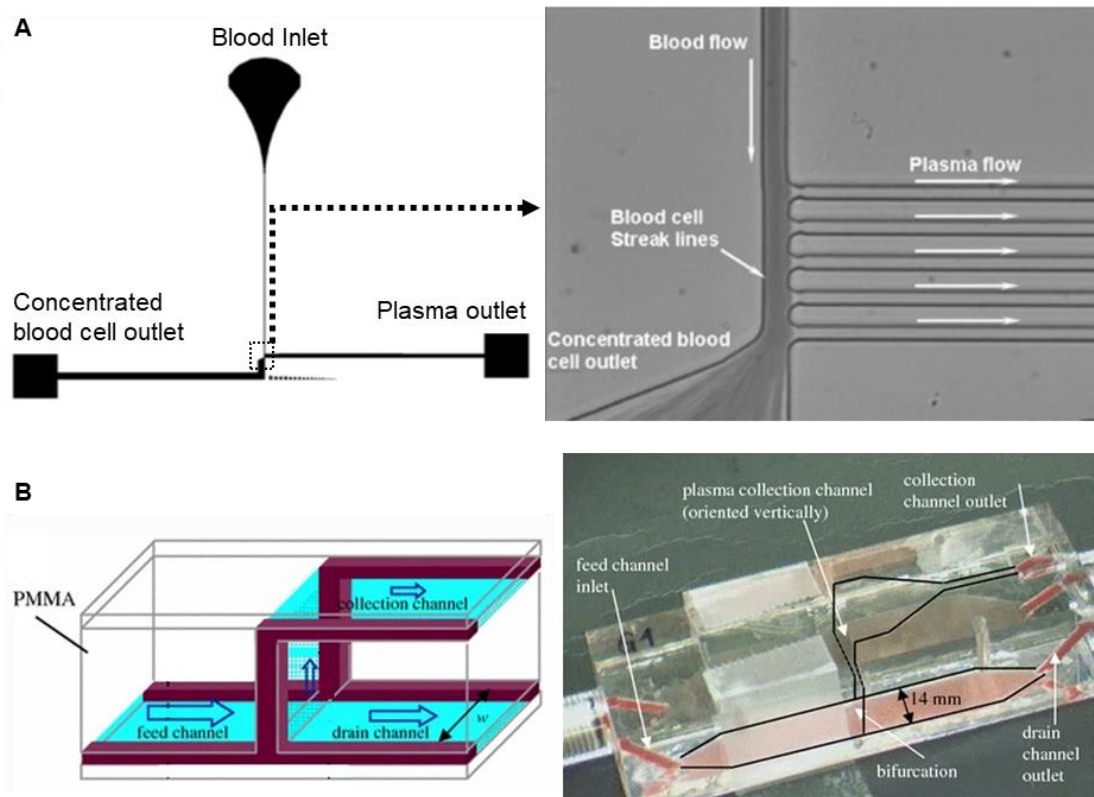 A
Blood Inlet
Concentrated
blood cell outlet
Plasma outlet
Blood flow
Plasma flow
Blood cell
Streak lines
Concentrated blood
cell outlet
B
PMMA
collection channel
feed channel
drain channel
w
plasma collection channel
(oriented vertically)
collection
channel outlet
feed channel
inlet
G1
14 mm
bifurcation
drain
channel
outlet